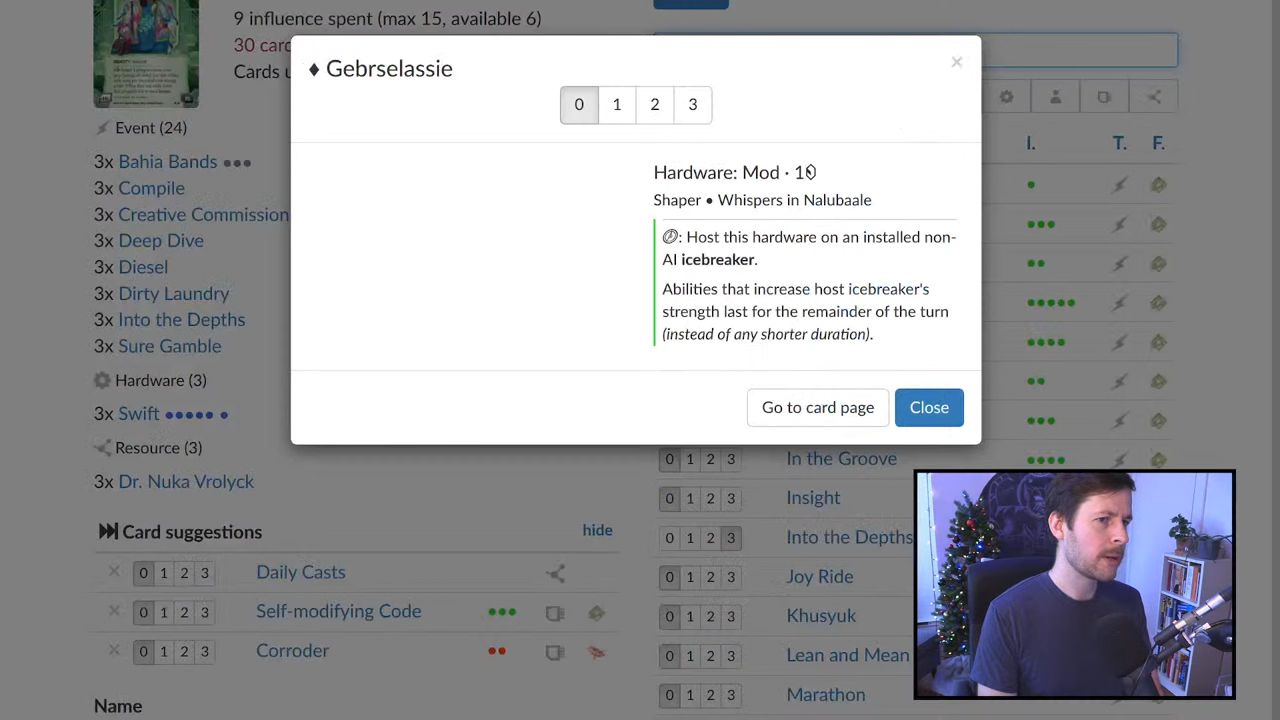 9 influence spent (max 15, available 6)
30 car
Cards u
Event (24)
3x Bahia Bands
3x Compile
3x Creative Commission
3x Deep Dive
3x Diesel
3x Dirty Laundry
3x Into the Depths
3x Sure Gamble
Hardware (3)
3x Swift
Resource (3)
3x Dr. Nuka Vrolyck
Card suggestions
hide
× 0 1 2 3 Daily Casts
× 0 1 2 3 Self-modifying Code
× 0 1 2 3 Corroder
Name
♦ Gebrselassie
×
0 1 2 3
Hardware: Mod · 1
Shaper • Whispers in Nalubaale
: Host this hardware on an installed non-
AI icebreaker.
Abilities that increase host icebreaker's
strength last for the remainder of the turn
(instead of any shorter duration).
Go to card page
Close
I. T. F.
0 1 2 3 In the Groove
0 1 2 3 Insight
0 1 2 3 Into the Depths
0 1 2 3 Joy Ride
0 1 2 3 Khusyuk
0 1 2 3 Lean and Mean
0 1 2 3 Marathon